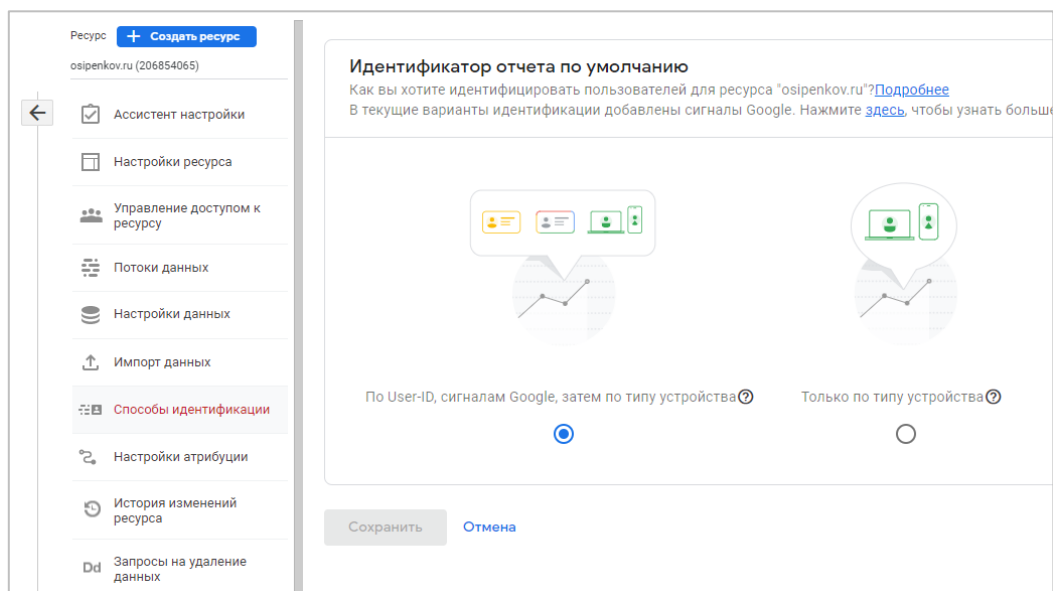 Ресурс
+ Создать ресурс
osipenkov.ru (206854065)
Ассистент настройки
Настройки ресурса
Управление доступом к
ресурсу
Потоки данных
Настройки данных
Импорт данных
Способы идентификации
Настройки атрибуции
История изменений
ресурса
Dd Запросы на удаление
данных
Идентификатор отчета по умолчанию
Как вы хотите идентифицировать пользователей для ресурса "osipenkov.ru"?Подробнее
В текущие варианты идентификации добавлены сигналы Google. Нажмите здесь, чтобы узнать больше
По User-ID, сигналам Google, затем по типу устройства
Только по типу устройства
Сохранить
Отмена